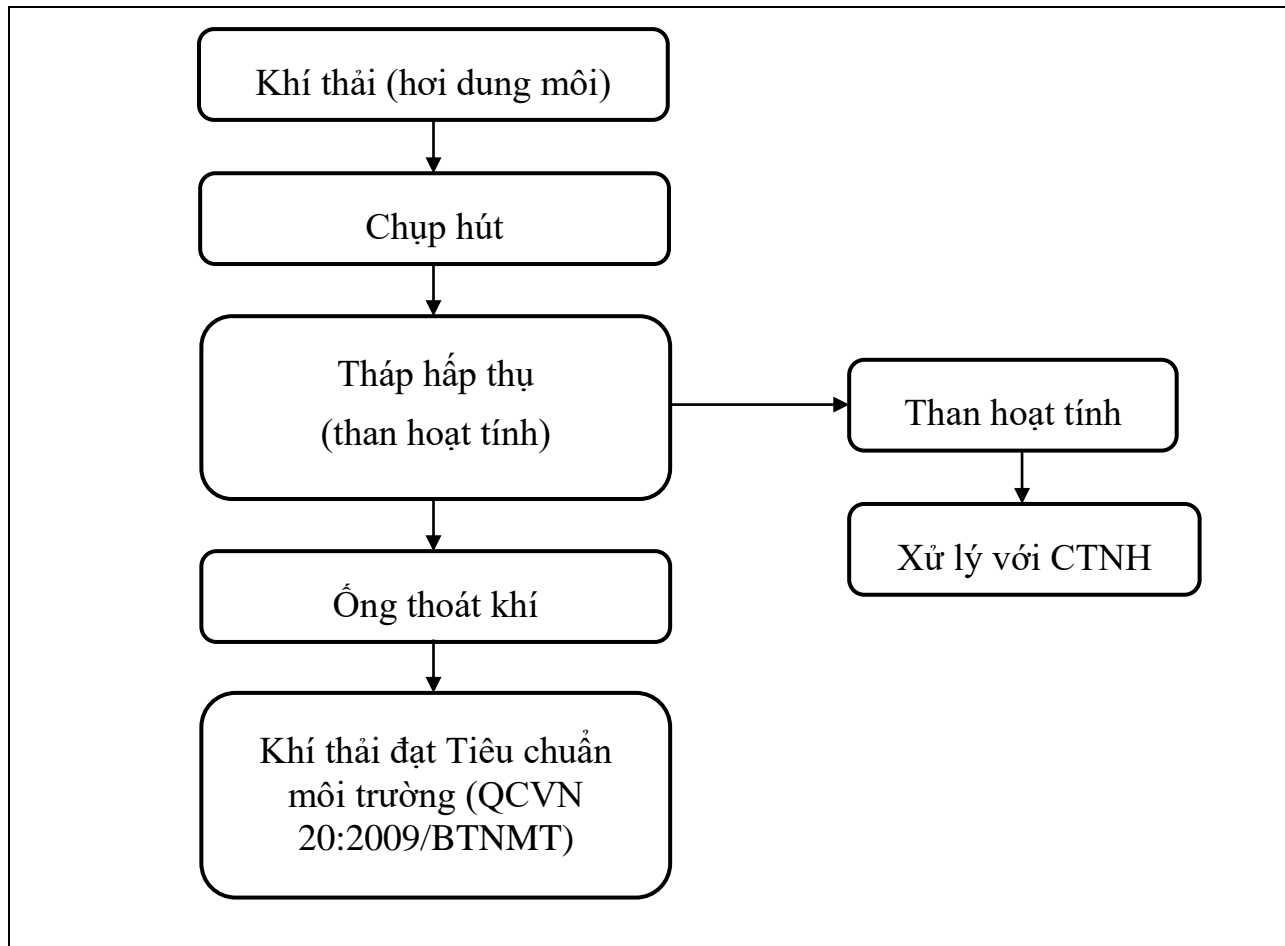 Khí thải (hơi dung môi)
Chụp hút
Tháp hấp thụ
(than hoạt tính)
Than hoạt tính
Xử lý với CTNH
Ống thoát khí
Khí thải đạt Tiêu chuẩn
môi trường (QCVN
20:2009/BTNMT)